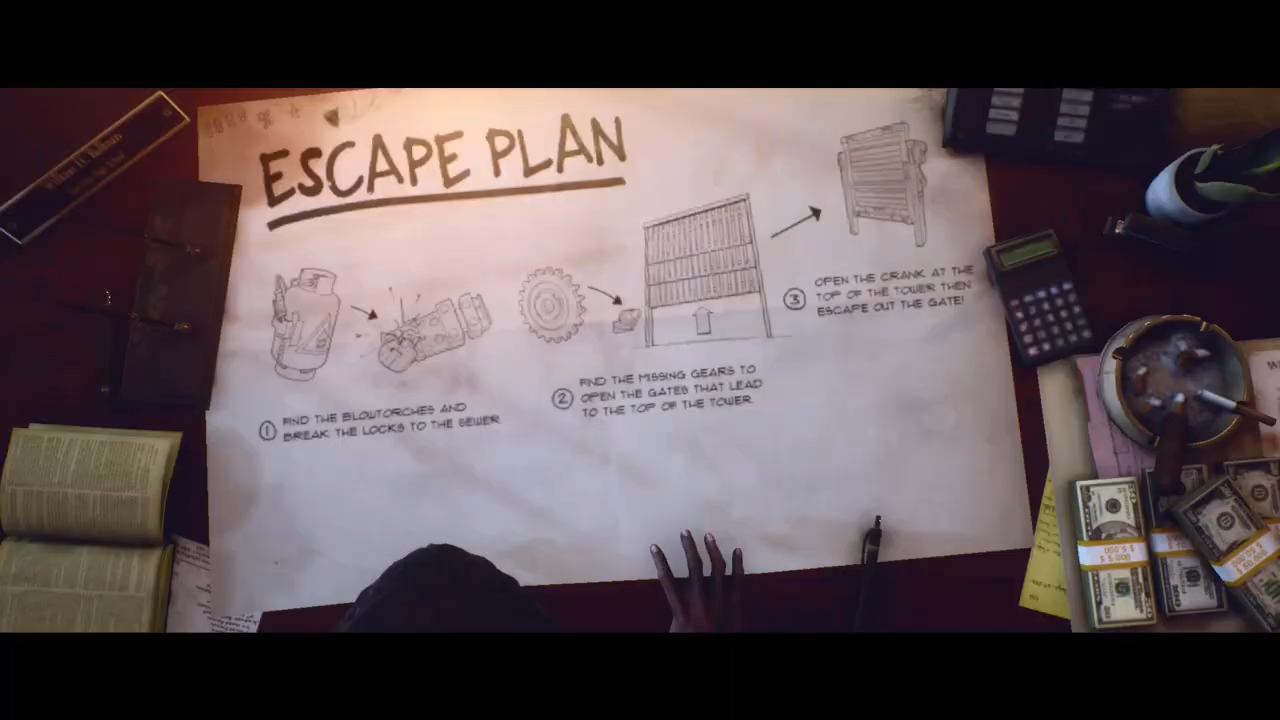 ESCAPE PLAN
1 FIND THE BLOWTORCHES AND
BREAK THE LOCKS TO THE SEWER
2 FIND THE MISSING GEARS TO
OPEN THE GATES THAT LEAD
TO THE TOP OF THE TOWER.
3 OPEN THE CRANK AT THE
TOP OF THE TOWER THEN
ESCAPE OUT THE GATE!